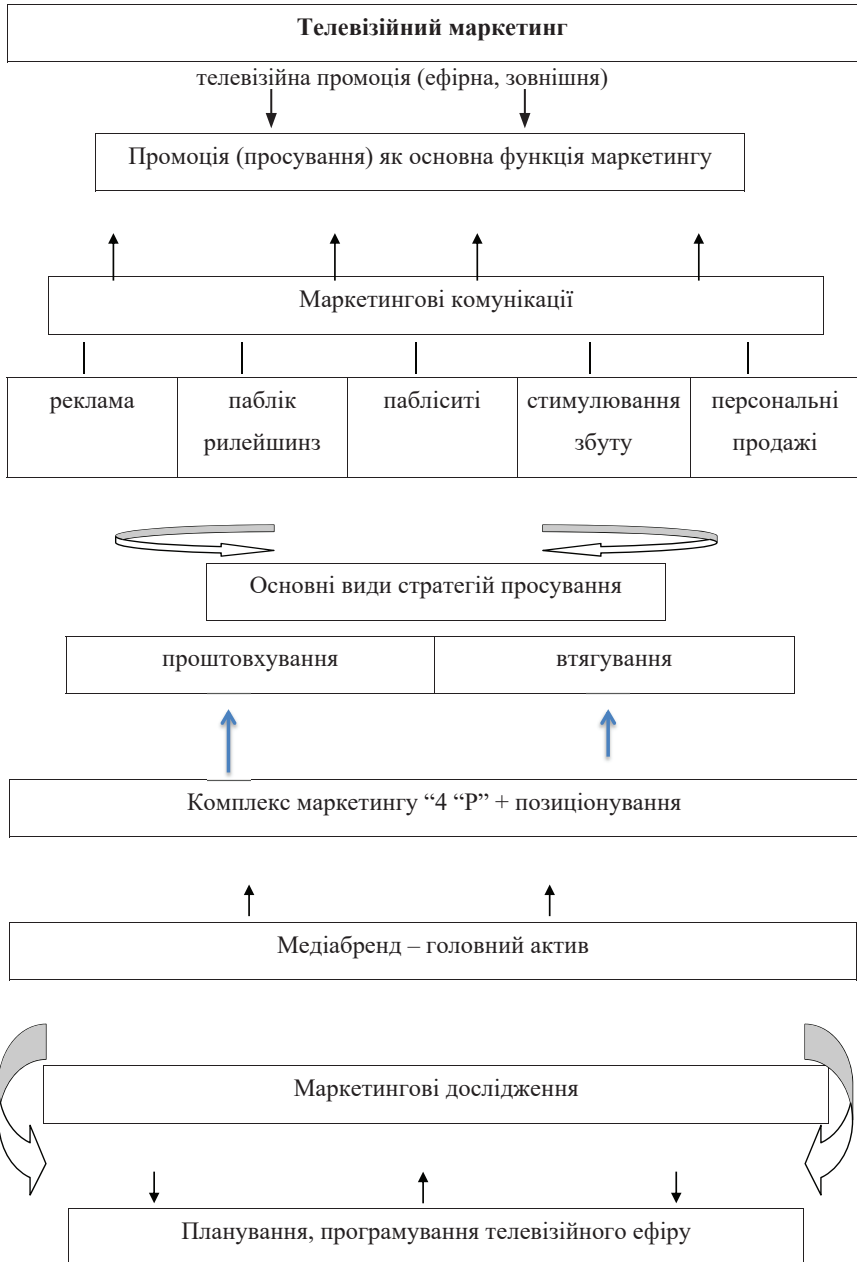 Телевізійний маркетинг
телевізійна промоція (ефірна, зовнішня)
Промоція (просування) як основна функція маркетингу
Маркетингові комунікації
реклама
паблік
рилейшинз
пабліситі
стимулювання
збуту
персональні
продажі
Основні види стратегій просування
проштовхування
втягування
Комплекс маркетингу “4 “Р” + позиціонування
Медіабренд – головний актив
Маркетингові дослідження
Планування, програмування телевізійного ефіру